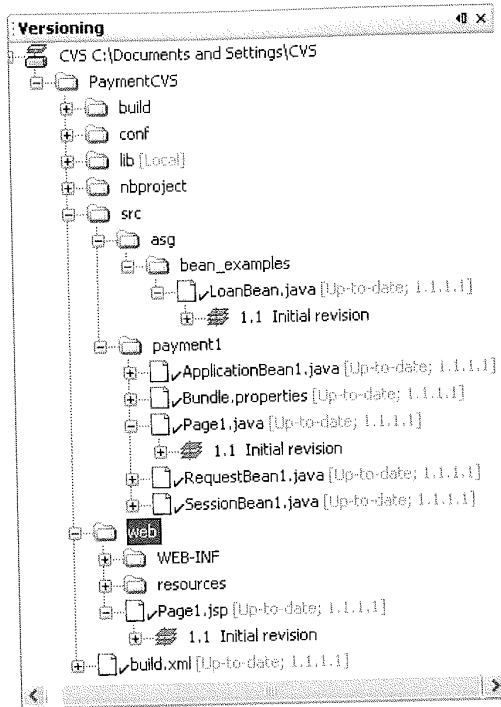 Versioning
CVS C:\Documents and Settings\CVS
PaymentCVS
build
conf
lib [Local]
nbproject
src
asg
bean_examples
LoanBean.java [Up-to-date; 1.1.1.1]
1.1 Initial revision
payment1
ApplicationBean1.java [Up-to-date; 1.1.1.1]
Bundle.properties [Up-to-date; 1.1.1.1]
Page1.java [Up-to-date; 1.1.1.1]
1.1 Initial revision
RequestBean1.java [Up-to-date; 1.1.1.1]
SessionBean1.java [Up-to-date; 1.1.1.1]
web
WEB-INF
resources
Page1.jsp [Up-to-date; 1.1.1.1]
1.1 Initial revision
build.xml [Up-to-date; 1.1.1.1]